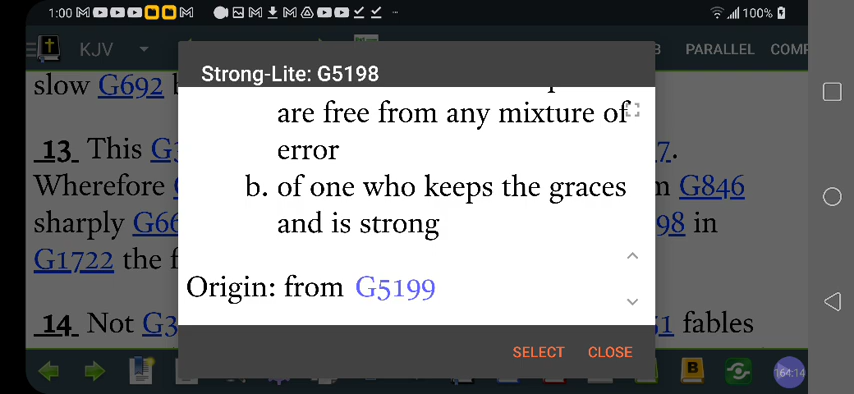 1:00 100%
KJV PARALLEL
Strong-Lite: G5198
slow G692
are free from any mixture of
13 This
error
Wherefore G846
b. of one who keeps the graces
sharply 98 in
and is strong
G1722 the f
Origin: from G5199
14 Not fables
SELECT CLOSE
164:14